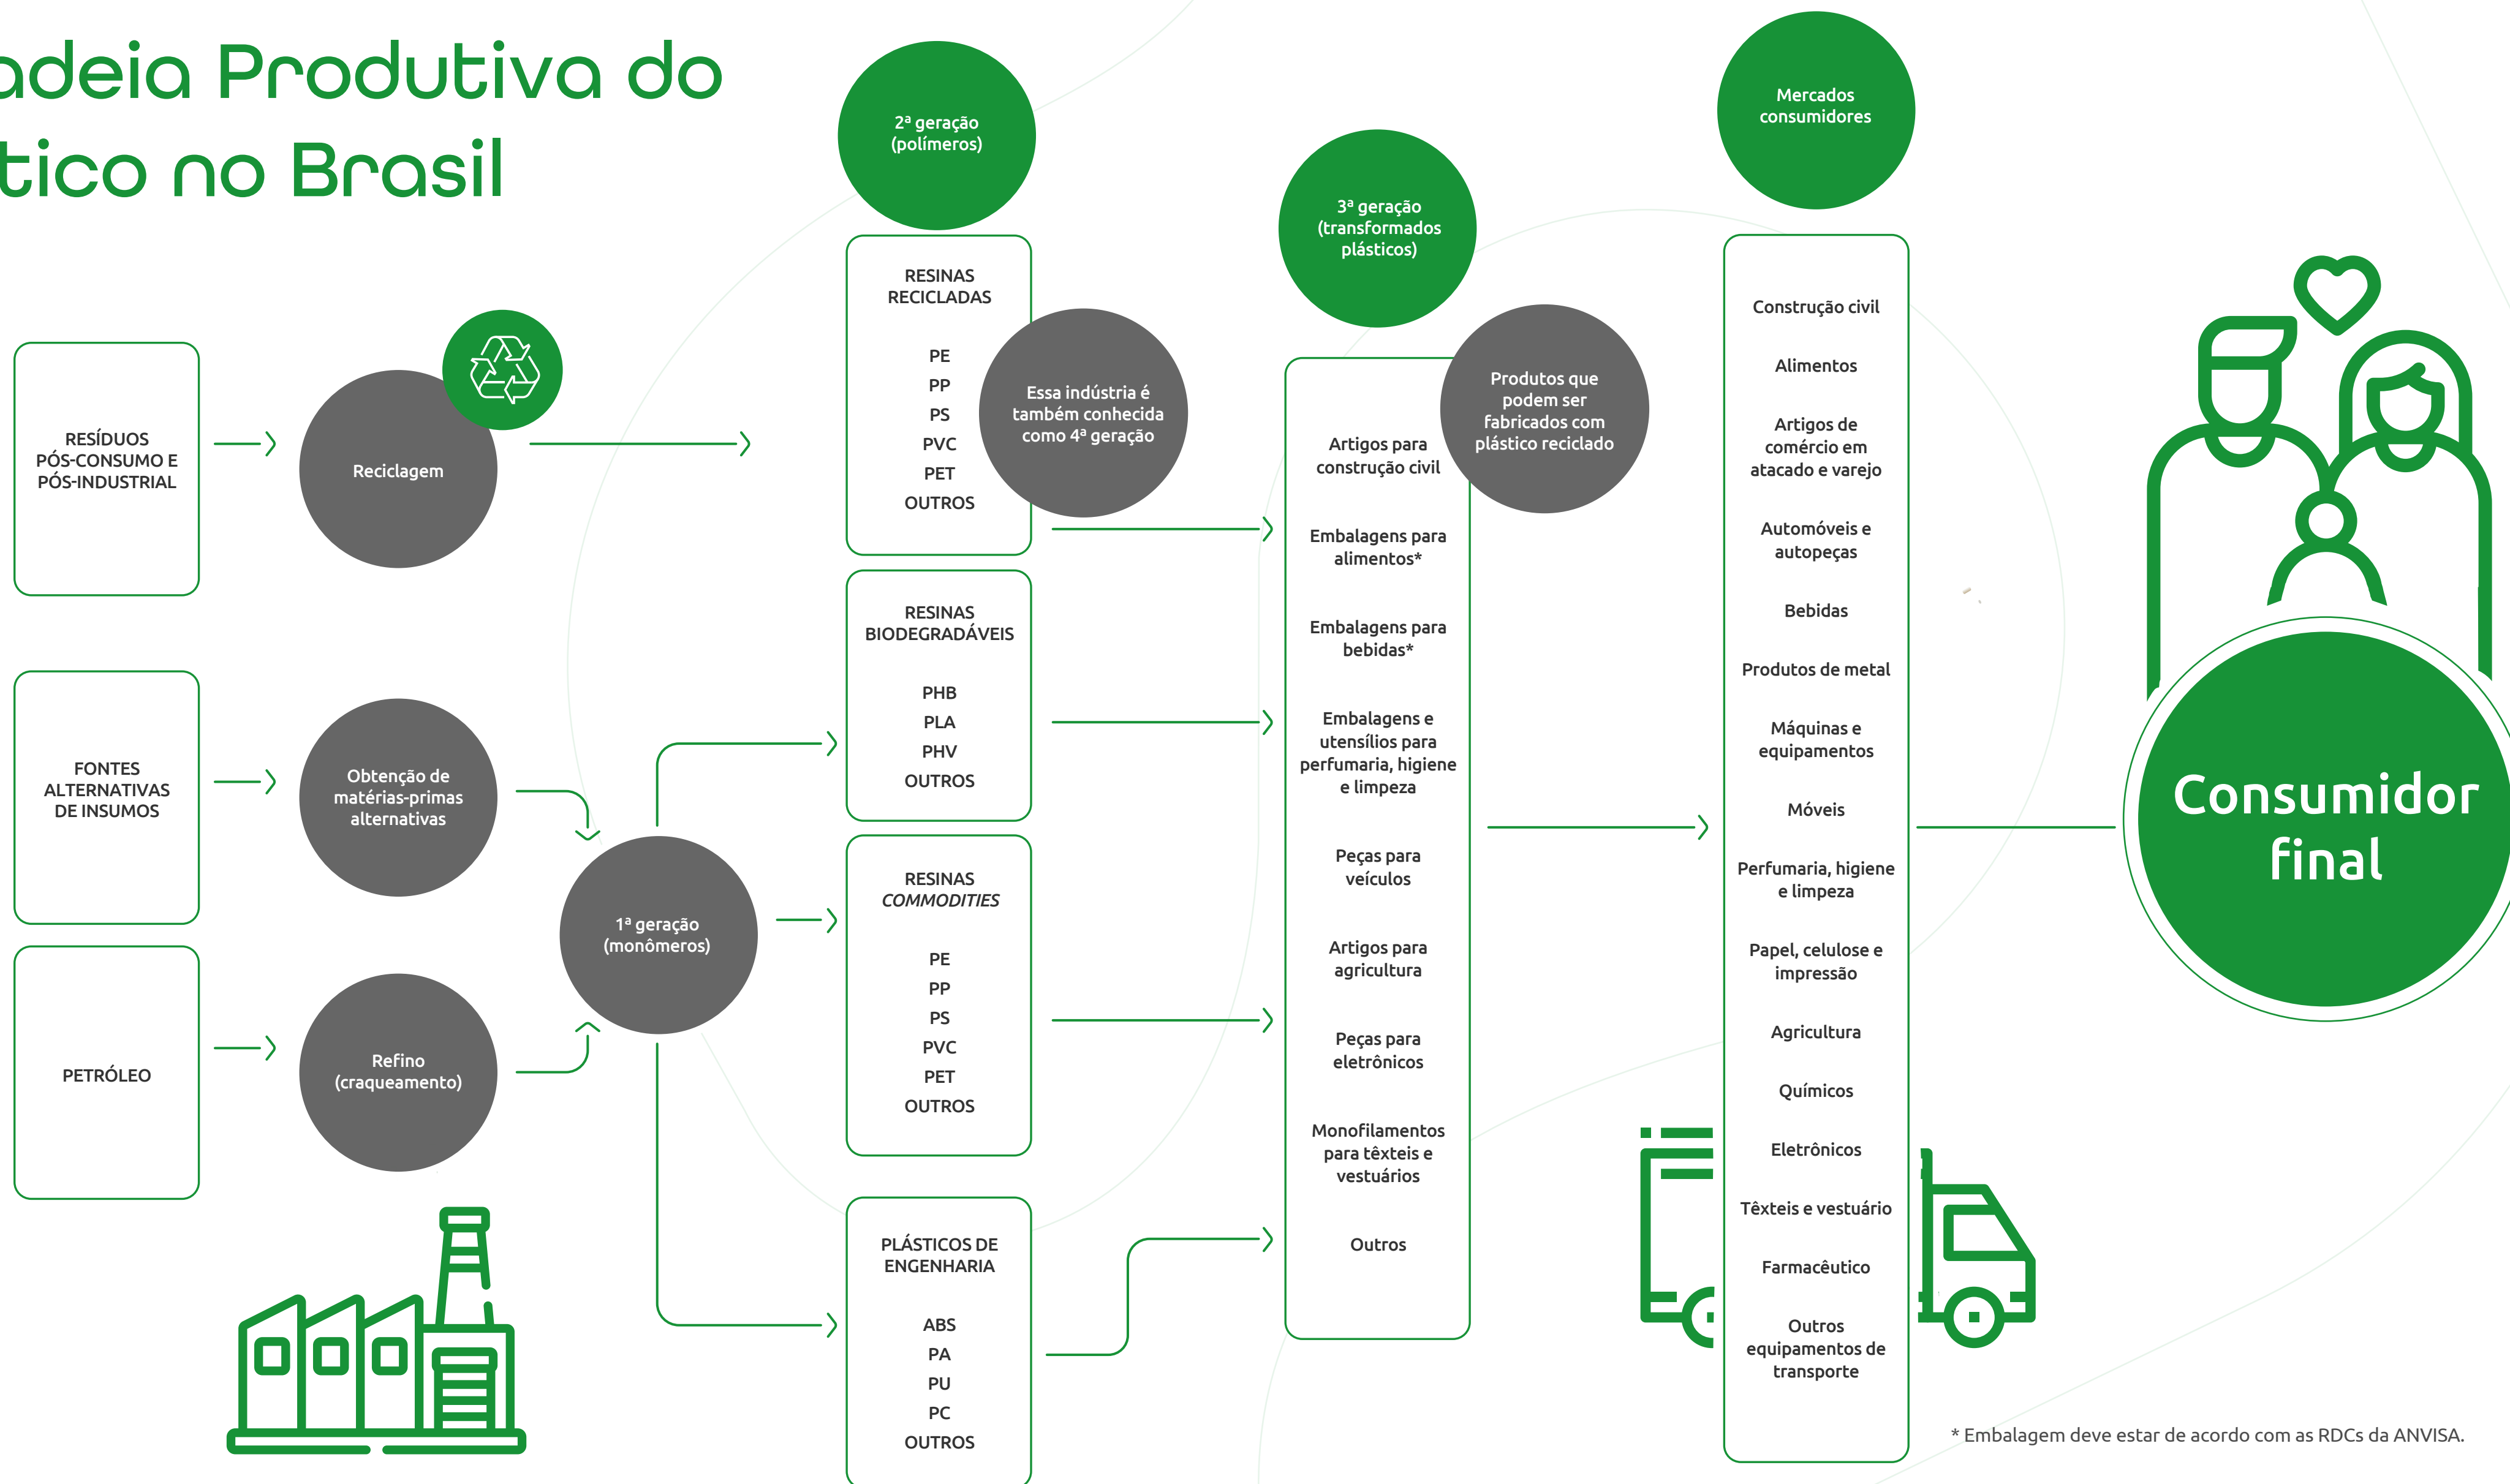 adeia Produtiva do
tico no Brasil
RESÍDUOS
PÓS-CONSUMO E
PÓS-INDUSTRIAL
FONTES
ALTERNATIVAS
DE INSUMOS
PETRÓLEO
Reciclagem
Obtenção de
matérias-primas
alternativas
Refino
(craqueamento)
1ª geração
(monômeros)
2ª geração
(polímeros)
RESINAS
RECICLADAS
PE
PP
PS
PVC
PET
OUTROS
Essa indústria é
também conhecida
como 4ª geração
RESINAS
BIODEGRADÁVEIS
PHB
PLA
PHV
OUTROS
RESINAS
COMMODITIES
PE
PP
PS
PVC
PET
OUTROS
PLÁSTICOS DE
ENGENHARIA
ABS
PA
PU
PC
OUTROS
3ª geração
(transformados
plásticos)
Produtos que
podem ser
fabricados com
plástico reciclado
Artigos para
construção civil
Embalagens para
alimentos*
Embalagens para
bebidas*
Embalagens e
utensílios para
perfumaria, higiene
e limpeza
Peças para
veículos
Artigos para
agricultura
Peças para
eletrônicos
Monofilamentos
para têxteis e
vestuários
Outros
Mercados
consumidores
Construção civil
Alimentos
Artigos de
comércio em
atacado e varejo
Automóveis e
autopeças
Bebidas
Produtos de metal
Máquinas e
equipamentos
Móveis
Perfumaria, higiene
e limpeza
Papel, celulose e
impressão
Agricultura
Químicos
Eletrônicos
Têxteis e vestuário
Farmacêutico
Outros
equipamentos de
transporte
Consumidor
final
* Embalagem deve estar de acordo com as RDCs da ANVISA.